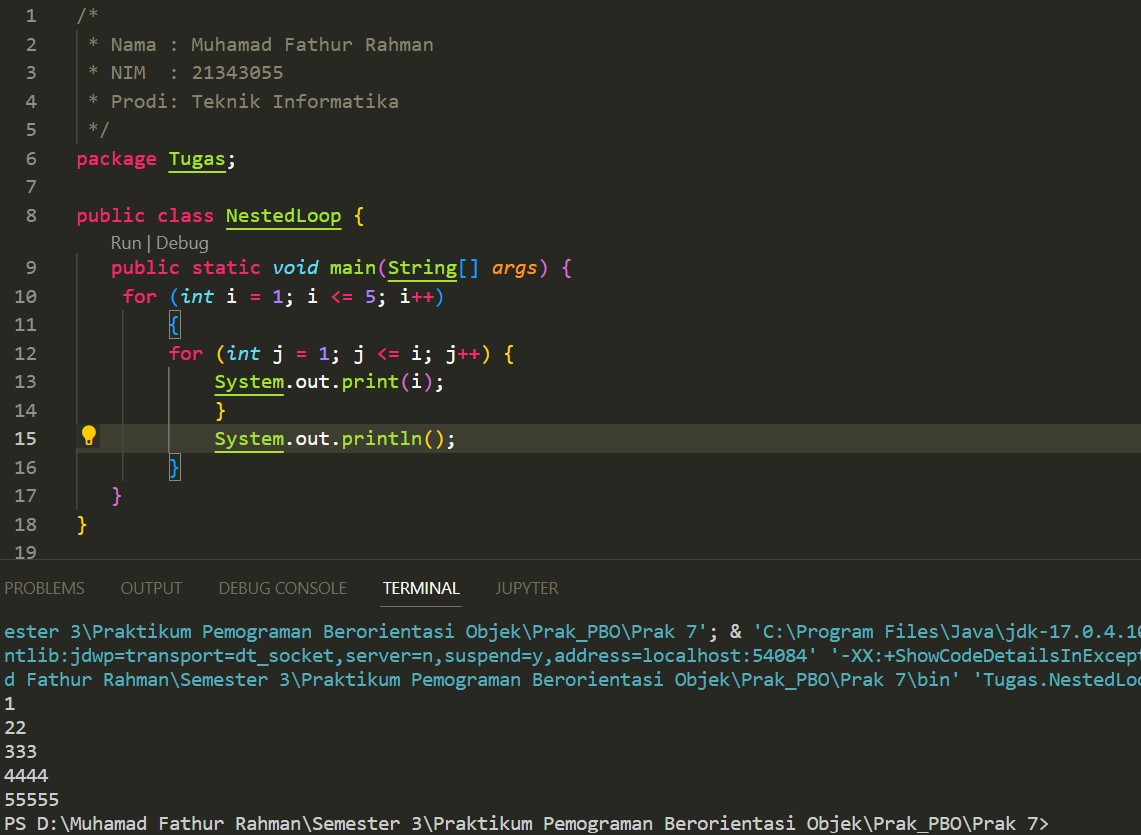 1 /*
2  * Nama : Muhamad Fathur Rahman
3  * NIM  : 21343055
4  * Prodi: Teknik Informatika
5  */
6 package Tugas;
7
8 public class NestedLoop {
Run | Debug
9    public static void main(String[] args) {
10     for (int i = 1; i <= 5; i++)
11         {
12         for (int j = 1; j <= i; j++) {
13             System.out.print(i);
14             }
15             System.out.println();
16         }
17    }
18 }
19
PROBLEMS OUTPUT DEBUG CONSOLE TERMINAL JUPYTER
ester 3\Praktikum Pemograman Berorientasi Objek\Prak_PBO\Prak 7'; & 'C:\Program Files\Java\jdk-17.0.4.10
ntlib:jdwp=transport=dt_socket,server=n,suspend=y,address=localhost:54084' '-XX:+ShowCodeDetailsInExcept
d Fathur Rahman\Semester 3\Praktikum Pemograman Berorientasi Objek\Prak_PBO\Prak 7\bin' 'Tugas.NestedLoo
1
22
333
4444
55555
PS D:\Muhamad Fathur Rahman\Semester 3\Praktikum Pemograman Berorientasi Objek\Prak_PBO\Prak 7>